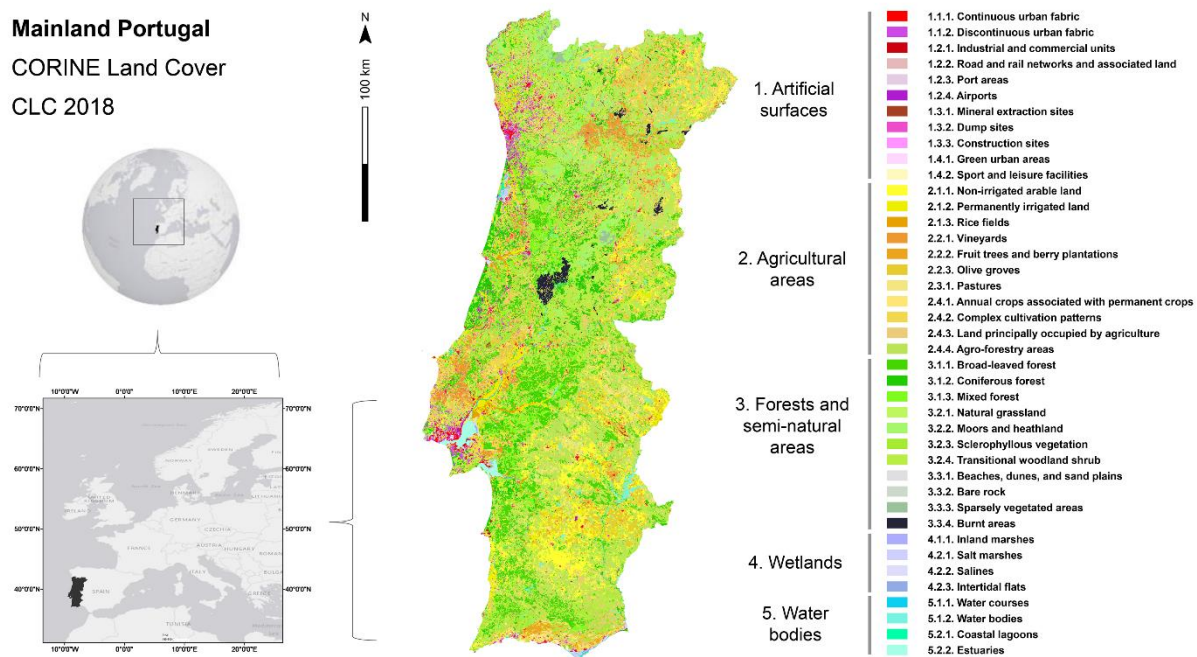 Mainland Portugal
CORINE Land Cover
CLC 2018
N
100 km
10°0'0"W 0°0'0"E 10°0'0"E 20°0'0"E
70°0'0"N 70°0'0"N
60°0'0"N 60°0'0"N
50°0'0"N 50°0'0"N
40°0'0"N 40°0'0"N
NORWAY
SWEDEN
DENMARK
UNITED
IRELAND
GERMANY
CZECHIA
FRANCE
AUSTRIA
HUNGARY
ITALY
SPAIN
GREECE
TUNISIA
1. Artificial
surfaces
2. Agricultural
areas
3. Forests and
semi-natural
areas
4. Wetlands
5. Water
bodies
1.1.1. Continuous urban fabric
1.1.2. Discontinuous urban fabric
1.2.1. Industrial and commercial units
1.2.2. Road and rail networks and associated land
1.2.3. Port areas
1.2.4. Airports
1.3.1. Mineral extraction sites
1.3.2. Dump sites
1.3.3. Construction sites
1.4.1. Green urban areas
1.4.2. Sport and leisure facilities
2.1.1. Non-irrigated arable land
2.1.2. Permanently irrigated land
2.1.3. Rice fields
2.2.1. Vineyards
2.2.2. Fruit trees and berry plantations
2.2.3. Olive groves
2.3.1. Pastures
2.4.1. Annual crops associated with permanent crops
2.4.2. Complex cultivation patterns
2.4.3. Land principally occupied by agriculture
2.4.4. Agro-forestry areas
3.1.1. Broad-leaved forest
3.1.2. Coniferous forest
3.1.3. Mixed forest
3.2.1. Natural grassland
3.2.2. Moors and heathland
3.2.3. Sclerophyllous vegetation
3.2.4. Transitional woodland shrub
3.3.1. Beaches, dunes, and sand plains
3.3.2. Bare rock
3.3.3. Sparsely vegetated areas
3.3.4. Burnt areas
4.1.1. Inland marshes
4.2.1. Salt marshes
4.2.2. Salines
4.2.3. Intertidal flats
5.1.1. Water courses
5.1.2. Water bodies
5.2.1. Coastal lagoons
5.2.2. Estuaries